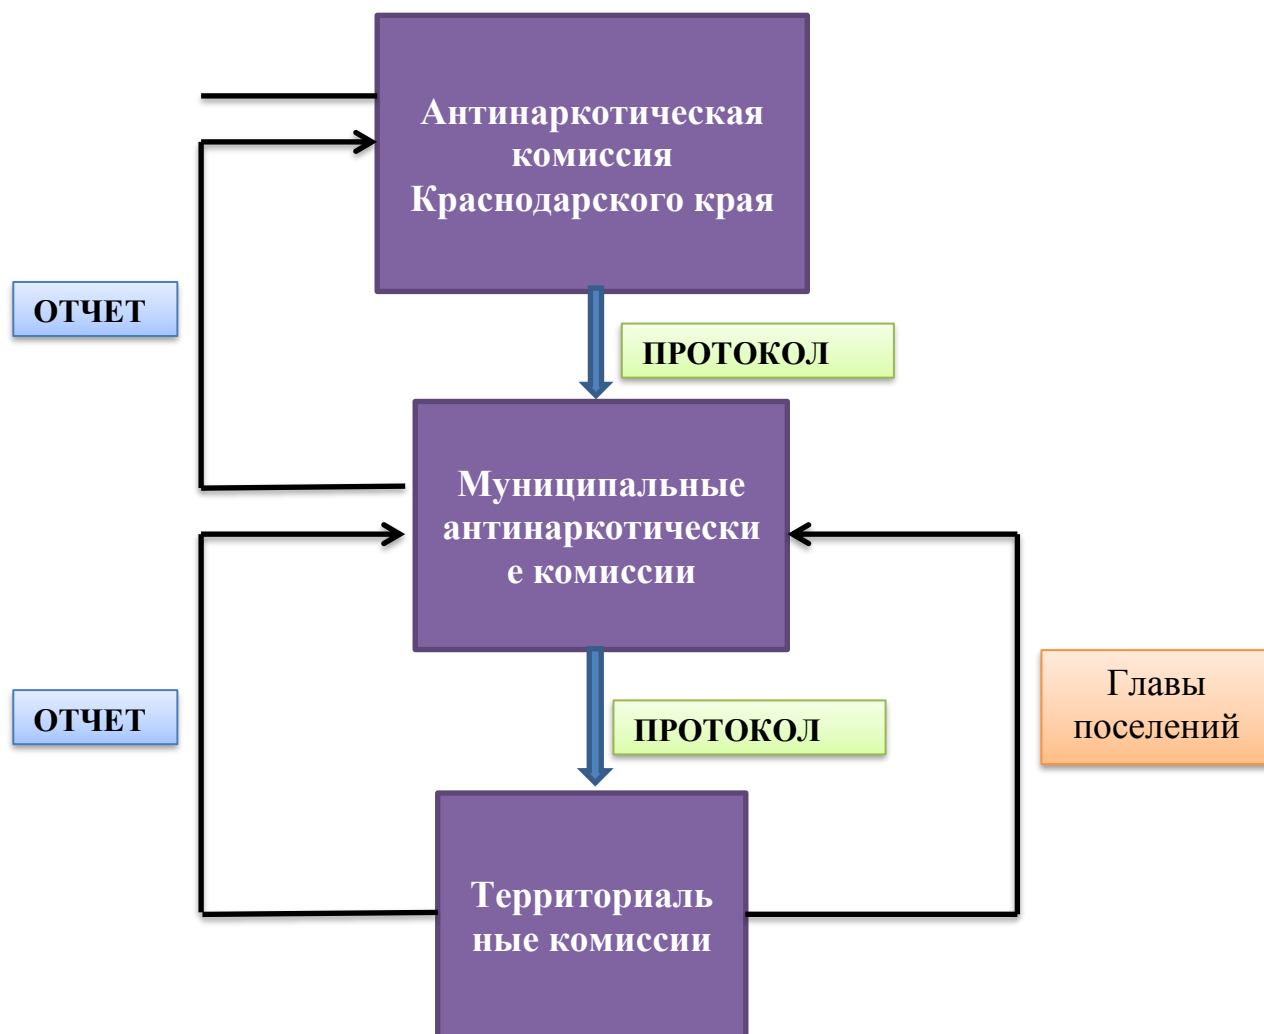 Антинаркотическая
комиссия
Краснодарского края
ОТЧЕТ
ПРОТОКОЛ
Муниципальные
антинаркотически
е комиссии
ОТЧЕТ
ПРОТОКОЛ
Главы
поселений
Территориаль
ные комиссии